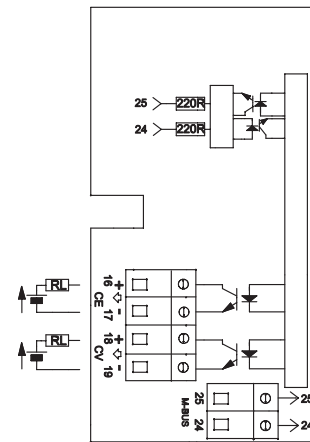 25 220R
24 220R
RL 16 +
CE
17 -
RL 18 +
CV
19 -
25 25
M-BUS
24 24